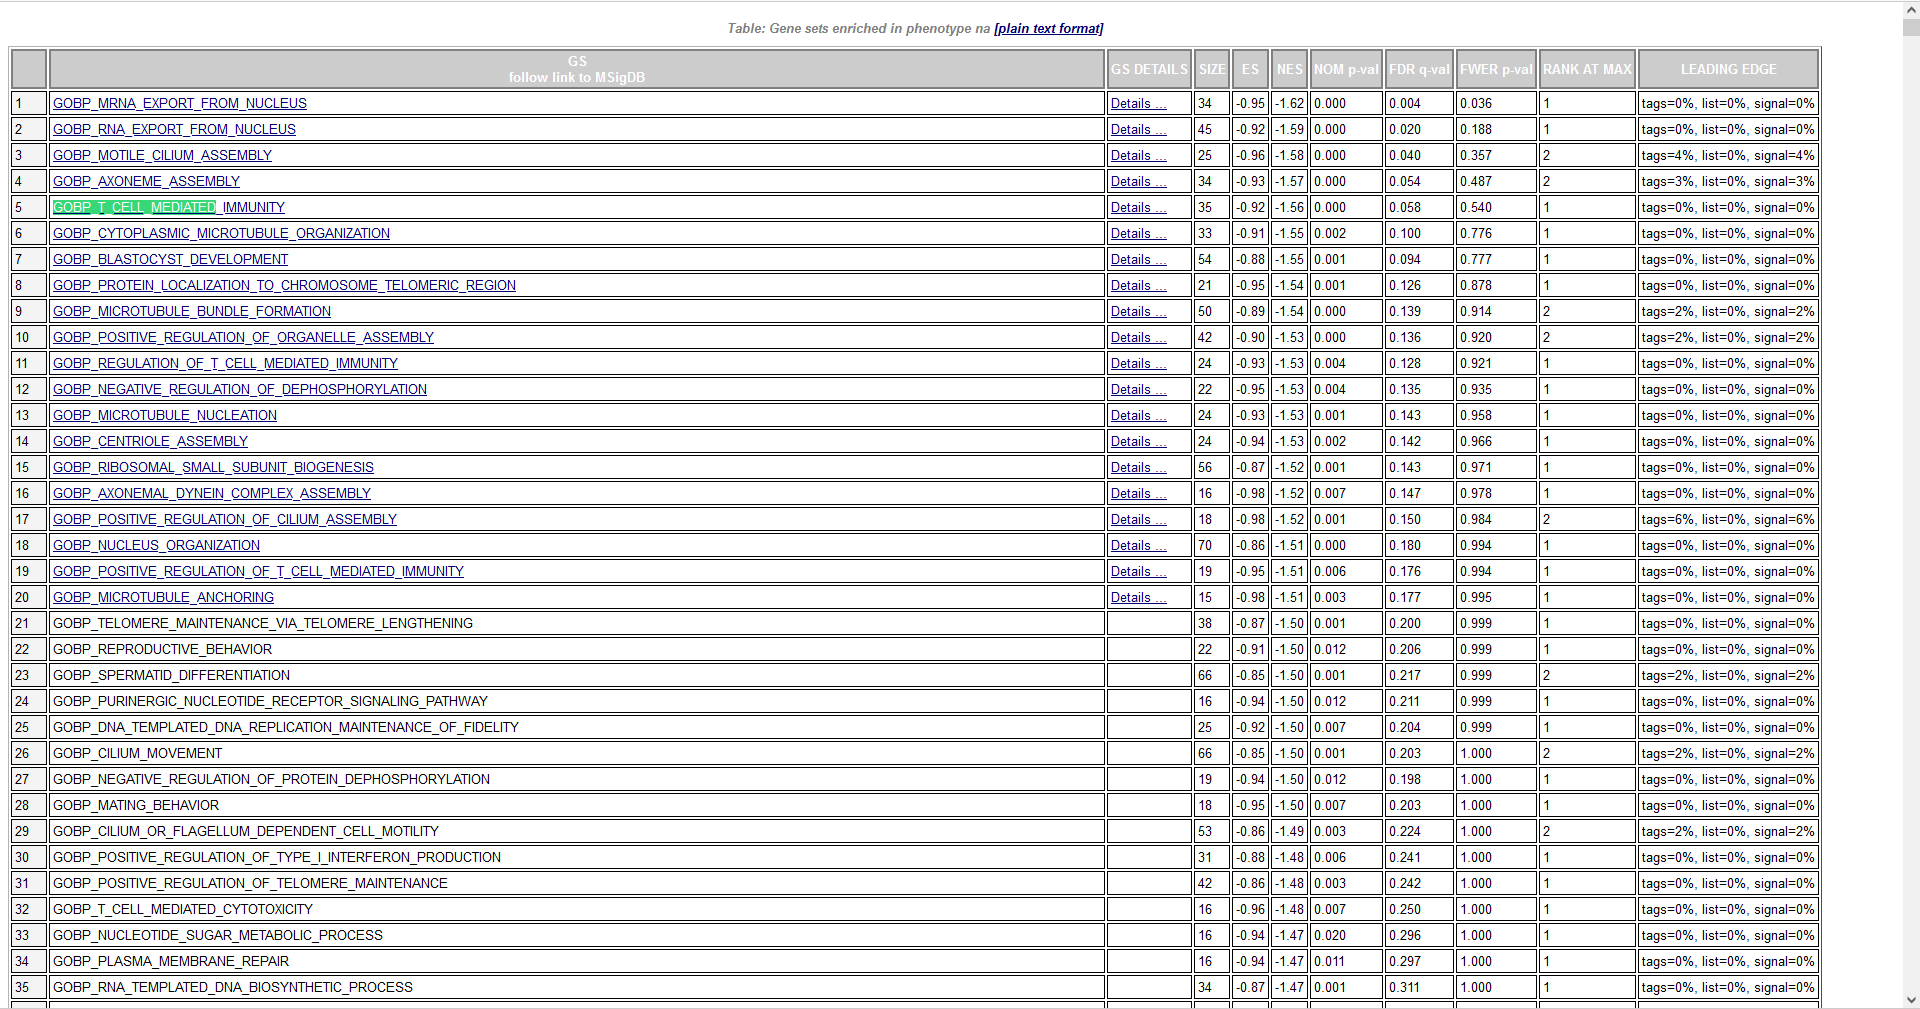 Table: Gene sets enriched in phenotype na [plain text format]
GS follow link to MSigDB GS DETAILS SIZE ES NES NOM p-val FDR q-val FWER p-val RANK AT MAX LEADING EDGE
1 GOBP_MRNA_EXPORT_FROM_NUCLEUS Details ... 34 -0.95 -1.62 0.000 0.004 0.036 1 tags=0%, list=0%, signal=0%
2 GOBP_RNA_EXPORT_FROM_NUCLEUS Details ... 45 -0.92 -1.59 0.000 0.020 0.188 1 tags=0%, list=0%, signal=0%
3 GOBP_MOTILE_CILIUM_ASSEMBLY Details ... 25 -0.96 -1.58 0.000 0.040 0.357 2 tags=4%, list=0%, signal=4%
4 GOBP_AXONEME_ASSEMBLY Details ... 34 -0.93 -1.57 0.000 0.054 0.487 2 tags=3%, list=0%, signal=3%
5 GOBP_T_CELL_MEDIATED_IMMUNITY Details ... 35 -0.92 -1.56 0.000 0.058 0.540 1 tags=0%, list=0%, signal=0%
6 GOBP_CYTOPLASMIC_MICROTUBULE_ORGANIZATION Details ... 33 -0.91 -1.55 0.002 0.100 0.776 1 tags=0%, list=0%, signal=0%
7 GOBP_BLASTOCYST_DEVELOPMENT Details ... 54 -0.88 -1.55 0.001 0.094 0.777 1 tags=0%, list=0%, signal=0%
8 GOBP_PROTEIN_LOCALIZATION_TO_CHROMOSOME_TELOMERIC_REGION Details ... 21 -0.95 -1.54 0.001 0.126 0.878 1 tags=0%, list=0%, signal=0%
9 GOBP_MICROTUBULE_BUNDLE_FORMATION Details ... 50 -0.89 -1.54 0.000 0.139 0.914 2 tags=2%, list=0%, signal=2%
10 GOBP_POSITIVE_REGULATION_OF_ORGANELLE_ASSEMBLY Details ... 42 -0.90 -1.53 0.000 0.136 0.920 2 tags=2%, list=0%, signal=2%
11 GOBP_REGULATION_OF_T_CELL_MEDIATED_IMMUNITY Details ... 24 -0.93 -1.53 0.004 0.128 0.921 1 tags=0%, list=0%, signal=0%
12 GOBP_NEGATIVE_REGULATION_OF_DEPHOSPHORYLATION Details ... 22 -0.95 -1.53 0.004 0.135 0.935 1 tags=0%, list=0%, signal=0%
13 GOBP_MICROTUBULE_NUCLEATION Details ... 24 -0.93 -1.53 0.001 0.143 0.958 1 tags=0%, list=0%, signal=0%
14 GOBP_CENTRIOLE_ASSEMBLY Details ... 24 -0.94 -1.53 0.002 0.142 0.966 1 tags=0%, list=0%, signal=0%
15 GOBP_RIBOSOMAL_SMALL_SUBUNIT_BIOGENESIS Details ... 56 -0.87 -1.52 0.001 0.143 0.971 1 tags=0%, list=0%, signal=0%
16 GOBP_AXONEMAL_DYNEIN_COMPLEX_ASSEMBLY Details ... 16 -0.98 -1.52 0.007 0.147 0.978 1 tags=0%, list=0%, signal=0%
17 GOBP_POSITIVE_REGULATION_OF_CILIUM_ASSEMBLY Details ... 18 -0.98 -1.52 0.001 0.150 0.984 2 tags=6%, list=0%, signal=6%
18 GOBP_NUCLEUS_ORGANIZATION Details ... 70 -0.86 -1.51 0.000 0.180 0.994 1 tags=0%, list=0%, signal=0%
19 GOBP_POSITIVE_REGULATION_OF_T_CELL_MEDIATED_IMMUNITY Details ... 19 -0.95 -1.51 0.006 0.176 0.994 1 tags=0%, list=0%, signal=0%
20 GOBP_MICROTUBULE_ANCHORING Details ... 15 -0.98 -1.51 0.003 0.177 0.995 1 tags=0%, list=0%, signal=0%
21 GOBP_TELOMERE_MAINTENANCE_VIA_TELOMERE_LENGTHENING 38 -0.87 -1.50 0.001 0.200 0.999 1 tags=0%, list=0%, signal=0%
22 GOBP_REPRODUCTIVE_BEHAVIOR 22 -0.91 -1.50 0.012 0.206 0.999 1 tags=0%, list=0%, signal=0%
23 GOBP_SPERMATID_DIFFERENTIATION 66 -0.85 -1.50 0.001 0.217 0.999 2 tags=2%, list=0%, signal=2%
24 GOBP_PURINERGIC_NUCLEOTIDE_RECEPTOR_SIGNALING_PATHWAY 16 -0.94 -1.50 0.012 0.211 0.999 1 tags=0%, list=0%, signal=0%
25 GOBP_DNA_TEMPLATED_DNA_REPLICATION_MAINTENANCE_OF_FIDELITY 25 -0.92 -1.50 0.007 0.204 0.999 1 tags=0%, list=0%, signal=0%
26 GOBP_CILIUM_MOVEMENT 66 -0.85 -1.50 0.001 0.203 1.000 2 tags=2%, list=0%, signal=2%
27 GOBP_NEGATIVE_REGULATION_OF_PROTEIN_DEPHOSPHORYLATION 19 -0.94 -1.50 0.012 0.198 1.000 1 tags=0%, list=0%, signal=0%
28 GOBP_MATING_BEHAVIOR 18 -0.95 -1.50 0.007 0.203 1.000 1 tags=0%, list=0%, signal=0%
29 GOBP_CILIUM_OR_FLAGELLUM_DEPENDENT_CELL_MOTILITY 53 -0.86 -1.49 0.003 0.224 1.000 2 tags=2%, list=0%, signal=2%
30 GOBP_POSITIVE_REGULATION_OF_TYPE_I_INTERFERON_PRODUCTION 31 -0.88 -1.48 0.006 0.241 1.000 1 tags=0%, list=0%, signal=0%
31 GOBP_POSITIVE_REGULATION_OF_TELOMERE_MAINTENANCE 42 -0.86 -1.48 0.003 0.242 1.000 1 tags=0%, list=0%, signal=0%
32 GOBP_T_CELL_MEDIATED_CYTOTOXICITY 16 -0.96 -1.48 0.007 0.250 1.000 1 tags=0%, list=0%, signal=0%
33 GOBP_NUCLEOTIDE_SUGAR_METABOLIC_PROCESS 16 -0.94 -1.47 0.020 0.296 1.000 1 tags=0%, list=0%, signal=0%
34 GOBP_PLASMA_MEMBRANE_REPAIR 16 -0.94 -1.47 0.011 0.297 1.000 1 tags=0%, list=0%, signal=0%
35 GOBP_RNA_TEMPLATED_DNA_BIOSYNTHETIC_PROCESS 34 -0.87 -1.47 0.001 0.311 1.000 1 tags=0%, list=0%, signal=0%